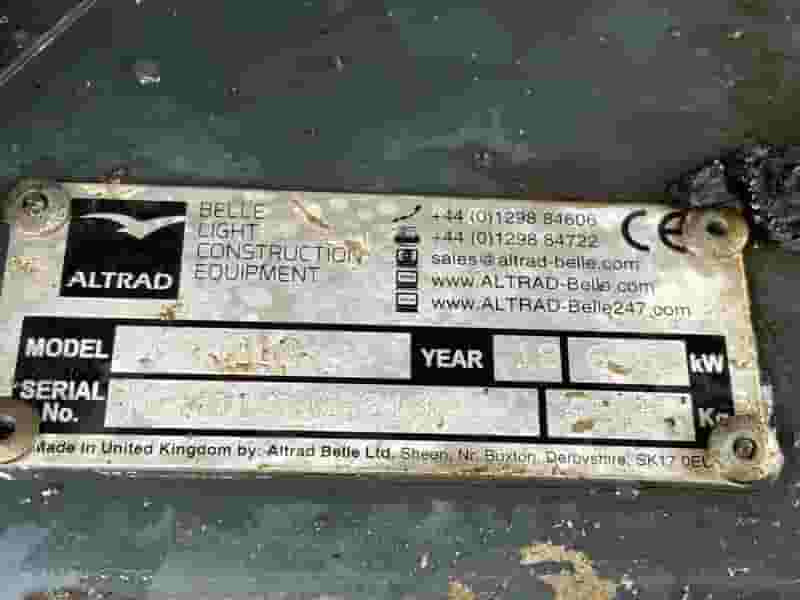 ALTRAD
BELLE
LIGHT
CONSTRUCTION
EQUIPMENT
+44 (0)1298 84606
+44 (0)1298 84722
sales@altrad-belle.com
www.ALTRAD-Belle.com
www.ALTRAD-Belle247.com
CE
MODEL
YEAR
kW
SERIAL
No.
Kg
Made in United Kingdom by: Altrad Belle Ltd, Sheen, Nr. Buxton, Derbyshire, SK17 0EU